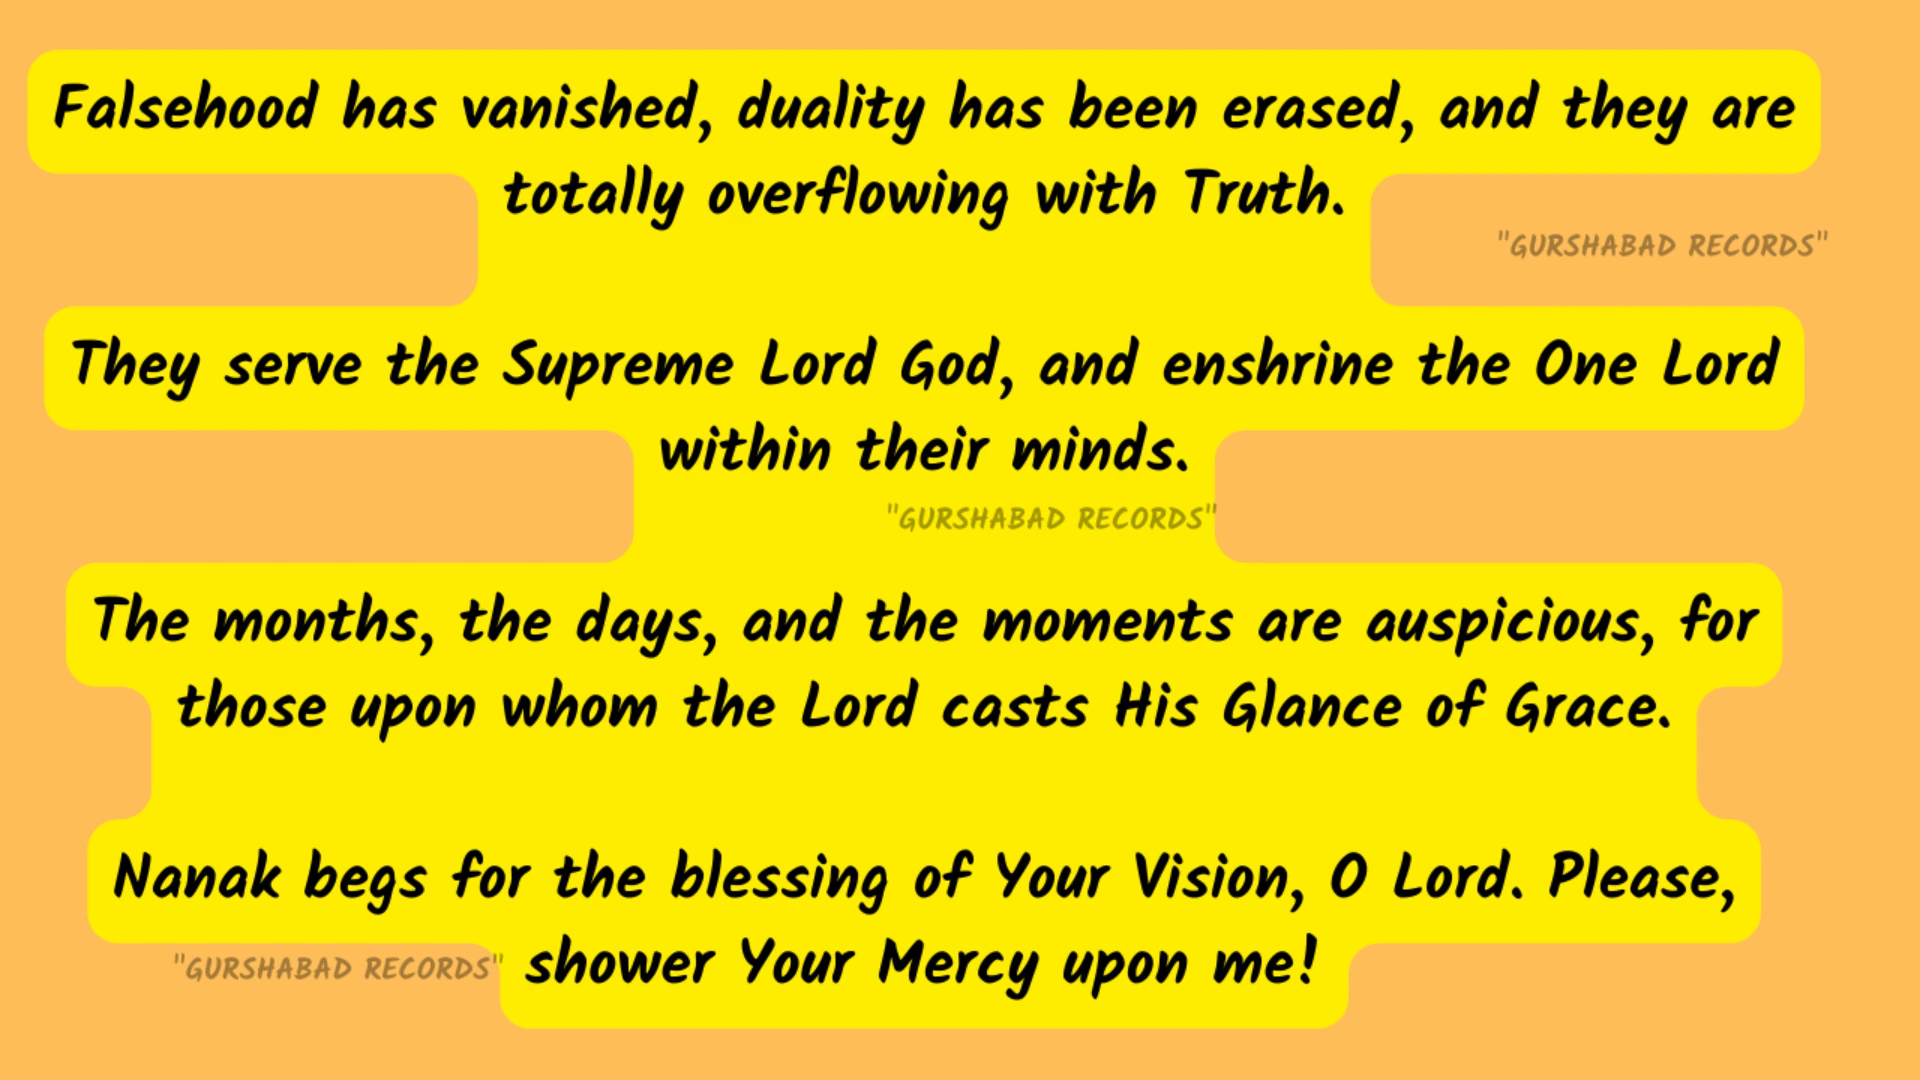 Falsehood has vanished, duality has been erased, and they are
totally overflowing with Truth.
"GURSHABAD RECORDS"
They serve the Supreme Lord God, and enshrine the One Lord
within their minds.
"GURSHABAD RECORDS"
The months, the days, and the moments are auspicious, for
those upon whom the Lord casts His Glance of Grace.
Nanak begs for the blessing of Your Vision, O Lord. Please,
shower Your Mercy upon me!
"GURSHABAD RECORDS"